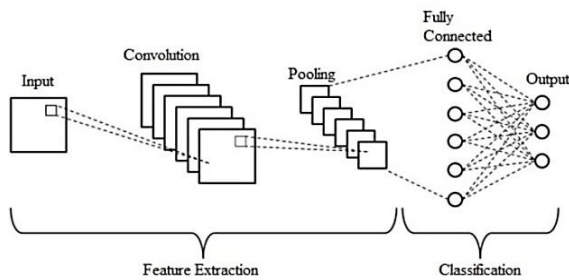 Input
Convolution
Pooling
Fully
Connected
Output
Feature Extraction
Classification